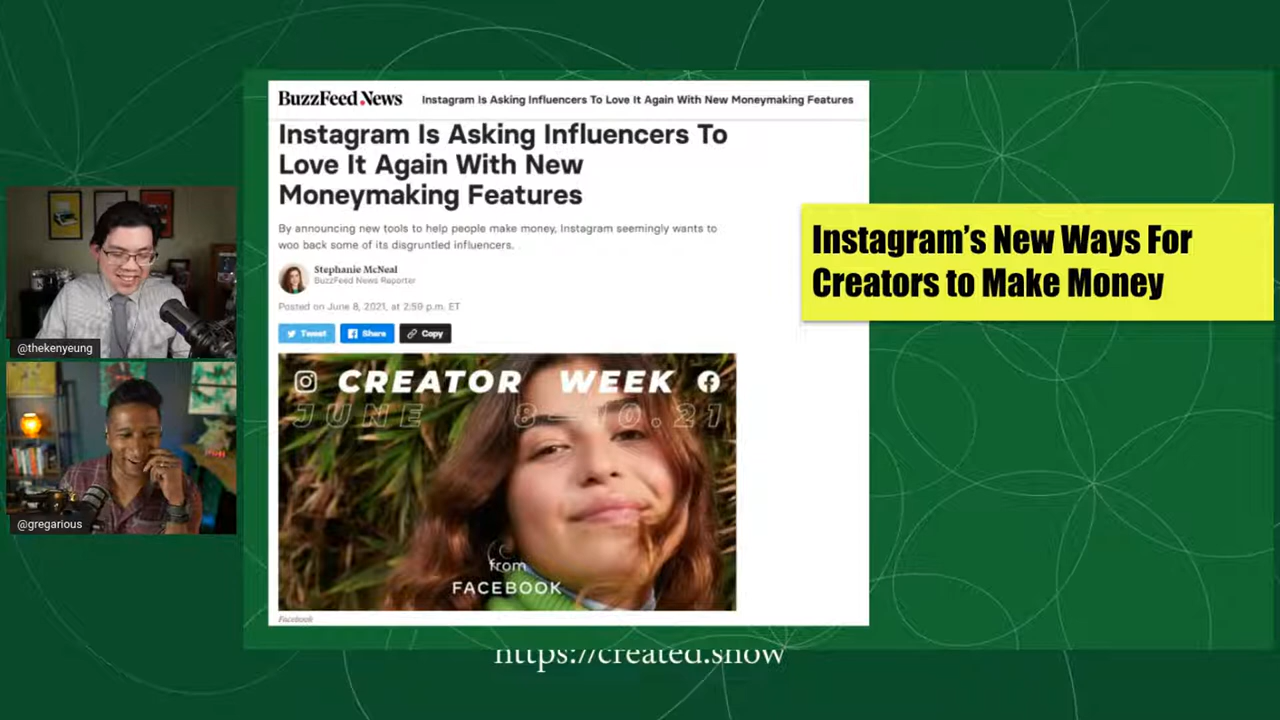 BuzzFeed News
Instagram Is Asking Influencers To Love It Again With New Moneymaking Features
Instagram Is Asking Influencers To
Love It Again With New
Moneymaking Features
By announcing new tools to help people make money, Instagram seemingly wants to
woo back some of its disgruntled influencers.
Stephanie McNeal
BuzzFeed News Reporter
Posted on June 8, 2021, at 2:59 p.m. ET
Tweet
Share
Copy
CREATOR WEEK
JUNE 8—10.21
from
FACEBOOK
Facebook
Instagram's New Ways For
Creators to Make Money
@thekenyeung
@gregarious
https://created.show